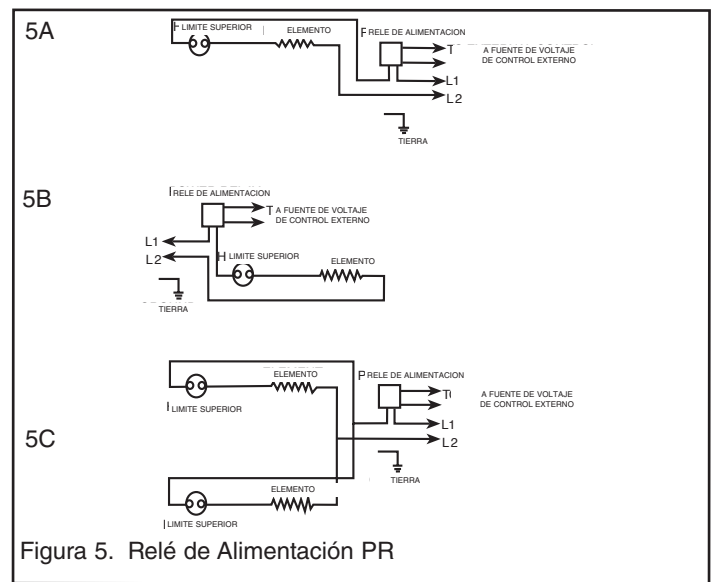 5A
LIMITE SUPERIOR
ELEMENTO
RELE DE ALIMENTACION
A FUENTE DE VOLTAJE
DE CONTROL EXTERNO
L1
L2
TIERRA
5B
RELE DE ALIMENTACION
A FUENTE DE VOLTAJE
DE CONTROL EXTERNO
L1
L2
LIMITE SUPERIOR
ELEMENTO
TIERRA
5C
ELEMENTO
LIMITE SUPERIOR
RELE DE ALIMENTACION
A FUENTE DE VOLTAJE
DE CONTROL EXTERNO
L1
L2
TIERRA
ELEMENTO
LIMITE SUPERIOR
Figura 5. Relé de Alimentación PR